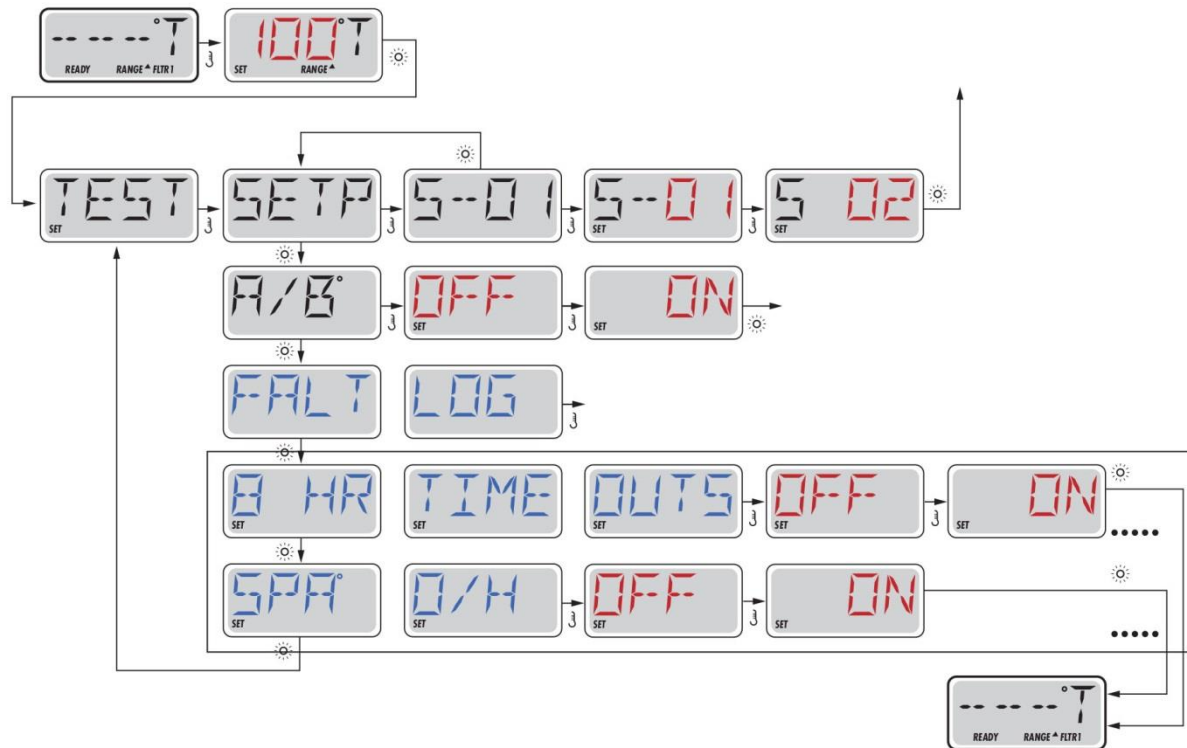 --- --- ---°T
READY RANGE FLTR1
100°T
SET RANGE
TEST
SET
SETP
SET
S-01
SET
S-01
SET
S 02
SET
A/B°
OFF
SET
ON
SET
FALT
LOG
8 HR
SET
TIME
SET
OUTS
OFF
SET
ON
SET
SPA°
SET
O/H
SET
OFF
SET
ON
SET
--- --- ---°T
READY RANGE FLTR1